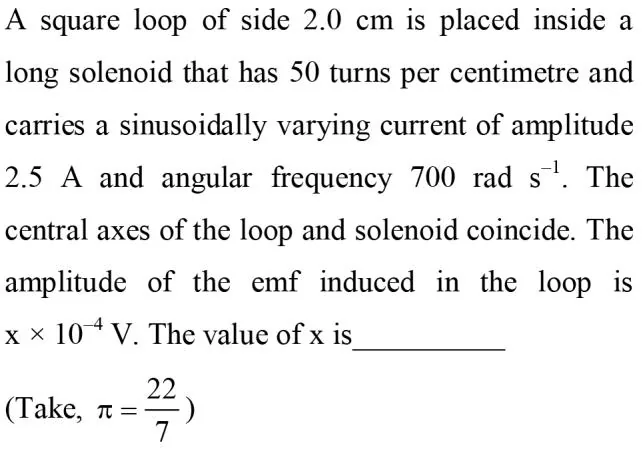 A square loop of side 2.0 cm is placed inside a
long solenoid that has 50 turns per centimetre and
carries a sinusoidally varying current of amplitude
2.5 A and angular frequency 700 rad s⁻¹. The
central axes of the loop and solenoid coincide. The
amplitude of the emf induced in the loop is
x × 10⁻⁴ V. The value of x is__________
(Take, π = 22/7)